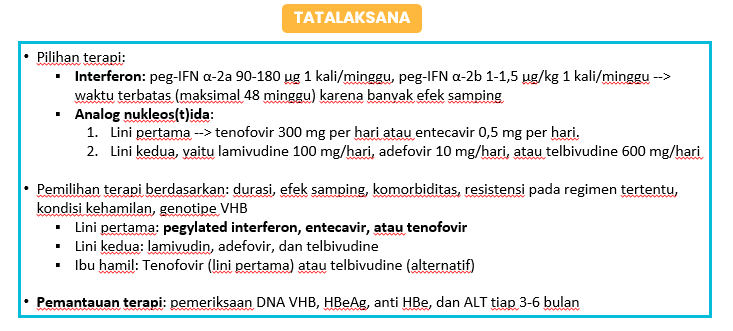 TATALAKSANA
• Pilihan terapi:
▪ Interferon: peg-IFN α-2a 90-180 µg 1 kali/minggu, peg-IFN α-2b 1-1,5 µg/kg 1 kali/minggu -->
waktu terbatas (maksimal 48 minggu) karena banyak efek samping
▪ Analog nukleos(t)ida:
1. Lini pertama --> tenofovir 300 mg per hari atau entecavir 0,5 mg per hari.
2. Lini kedua, yaitu lamivudine 100 mg/hari, adefovir 10 mg/hari, atau telbivudine 600 mg/hari
• Pemilihan terapi berdasarkan: durasi, efek samping, komorbiditas, resistensi pada regimen tertentu,
kondisi kehamilan, genotipe VHB
▪ Lini pertama: pegylated interferon, entecavir, atau tenofovir
▪ Lini kedua: lamivudin, adefovir, dan telbivudine
▪ Ibu hamil: Tenofovir (lini pertama) atau telbivudine (alternatif)
• Pemantauan terapi: pemeriksaan DNA VHB, HBeAg, anti HBe, dan ALT tiap 3-6 bulan